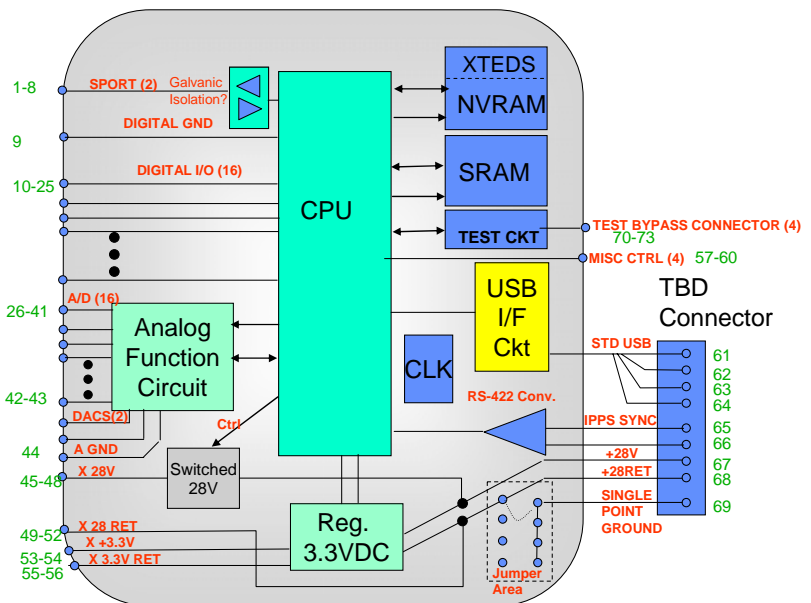 1-8
SPORT (2)
Galvanic
Isolation?
9
DIGITAL GND
10-25
DIGITAL I/O (16)
26-41
A/D (16)
Analog
Function
Circuit
42-43
DACS(2)
44
A GND
45-48
X 28V
Ctrl
Switched
28V
49-52
X 28 RET
X +3.3V
53-54
X 3.3V RET
55-56
CPU
Reg.
3.3VDC
XTEDS
NVRAM
SRAM
TEST CKT
TEST BYPASS CONNECTOR (4)
70-73
MISC CTRL (4)
57-60
USB
I/F
Ckt
CLK
RS-422 Conv.
TBD
Connector
STD USB
61
62
63
64
IPPS SYNC
65
66
+28V
67
+28RET
68
SINGLE
POINT
GROUND
69
Jumper
Area